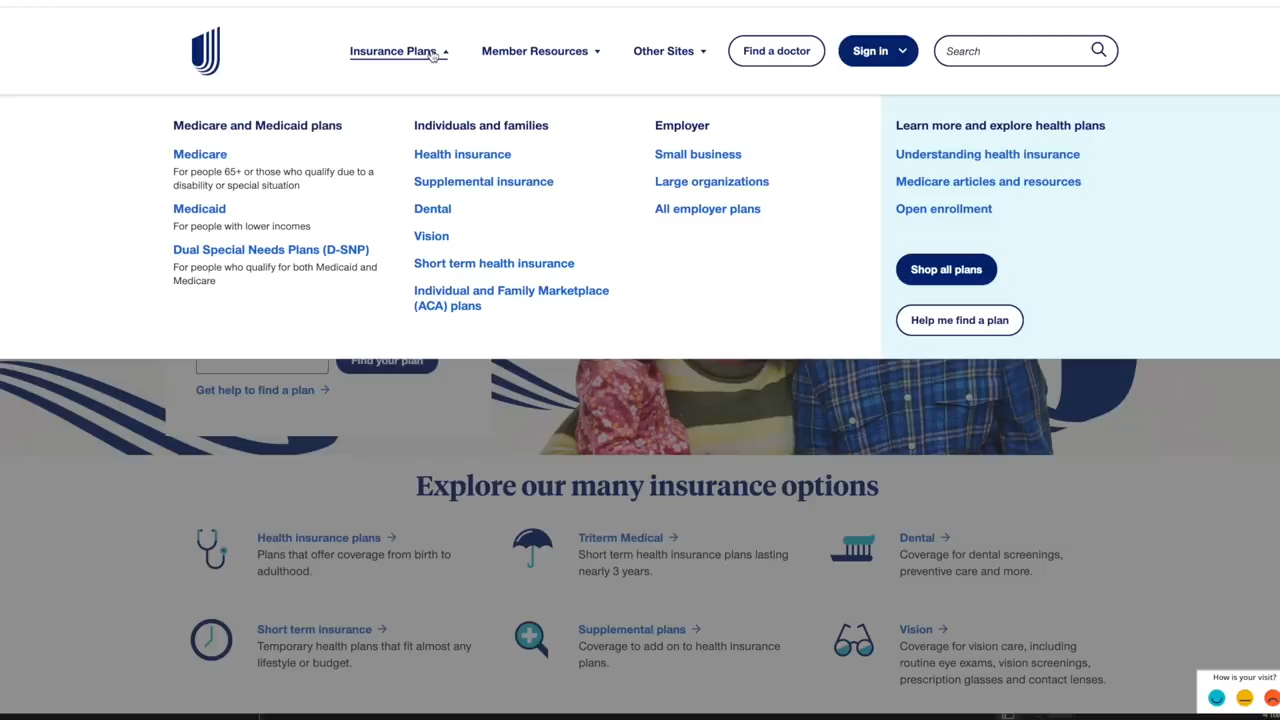 Insurance Plans
Member Resources
Other Sites
Find a doctor
Sign in
Search
Medicare and Medicaid plans
Medicare
For people 65+ or those who qualify due to a
disability or special situation
Medicaid
For people with lower incomes
Dual Special Needs Plans (D-SNP)
For people who qualify for both Medicaid and
Medicare
Individuals and families
Health insurance
Supplemental insurance
Dental
Vision
Short term health insurance
Individual and Family Marketplace
(ACA) plans
Employer
Small business
Large organizations
All employer plans
Learn more and explore health plans
Understanding health insurance
Medicare articles and resources
Open enrollment
Shop all plans
Help me find a plan
Find your plan
Get help to find a plan
Explore our many insurance options
Health insurance plans
Plans that offer coverage from birth to
adulthood.
Triterm Medical
Short term health insurance plans lasting
nearly 3 years.
Dental
Coverage for dental screenings,
preventive care and more.
Short term insurance
Temporary health plans that fit almost any
lifestyle or budget.
Supplemental plans
Coverage to add on to health insurance
plans.
Vision
Coverage for vision care, including
routine eye exams, vision screenings,
prescription glasses and contact lenses.
How is your visit?